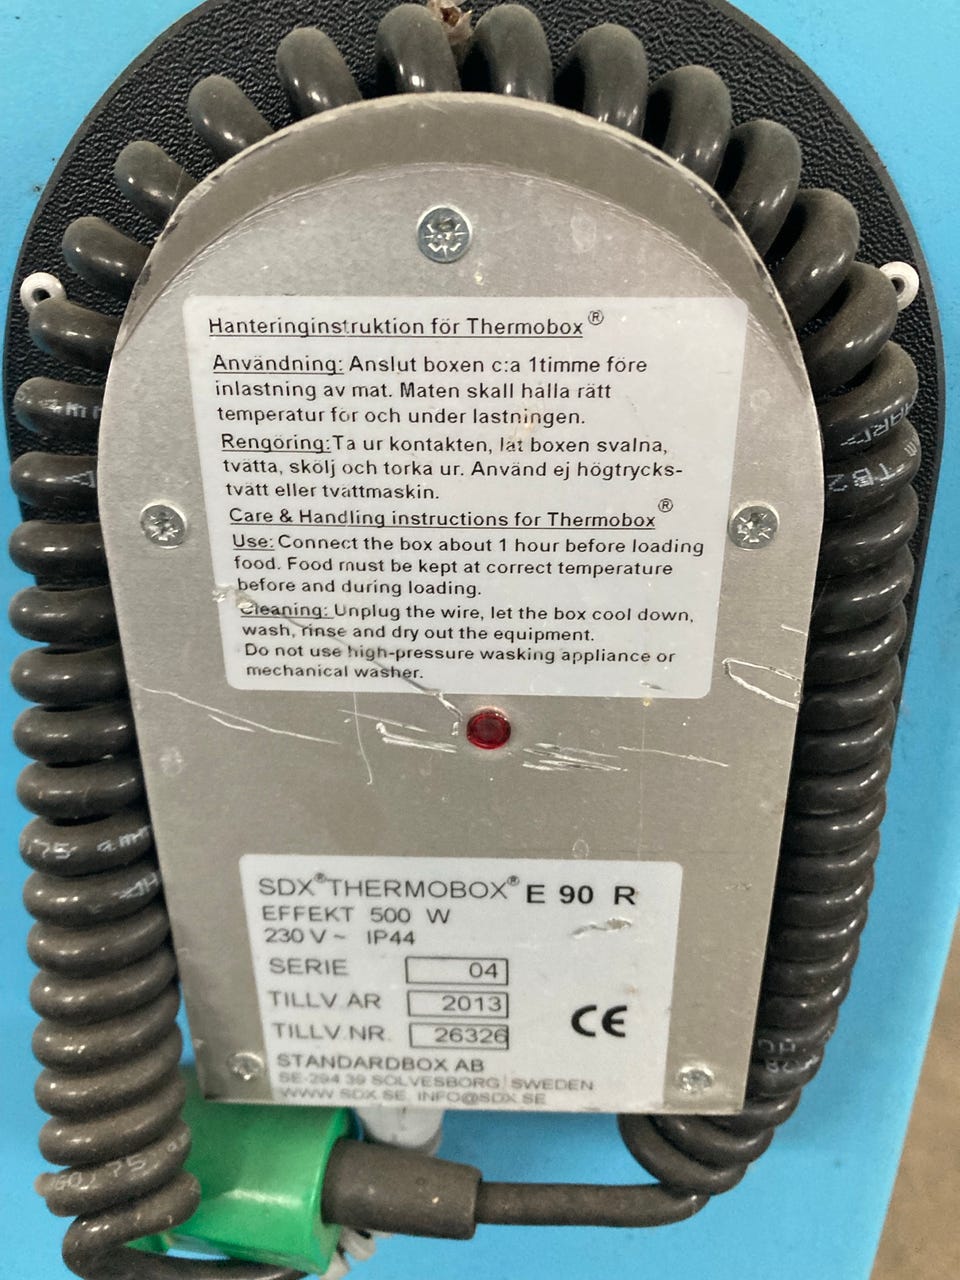 Hanteringinstruktion för Thermobox®
Användning: Anslut boxen c:a 1timme före
inlastning av mat. Maten skall hålla rätt
temperatur för och under lastningen.
Rengöring: Ta ur kontakten, låt boxen svalna,
tvätta, skölj och torka ur. Använd ej högtrycks-
tvätt eller tvättmaskin.
Care & Handling instructions for Thermobox®
Use: Connect the box about 1 hour before loading
food. Food must be kept at correct temperature
before and during loading.
Cleaning: Unplug the wire, let the box cool down,
wash, rinse and dry out the equipment.
Do not use high-pressure wasking appliance or
mechanical washer.
SDX®THERMOBOX® E 90 R
EFFEKT 500 W
230 V~ IP44
SERIE 04
TILLV.ÅR 2013
TILLV.NR. 26326
CE
STANDARDBOX AB
SE-294 39 SÖLVESBORG SWEDEN
WWW.SDX.SE, INFO@SDX.SE